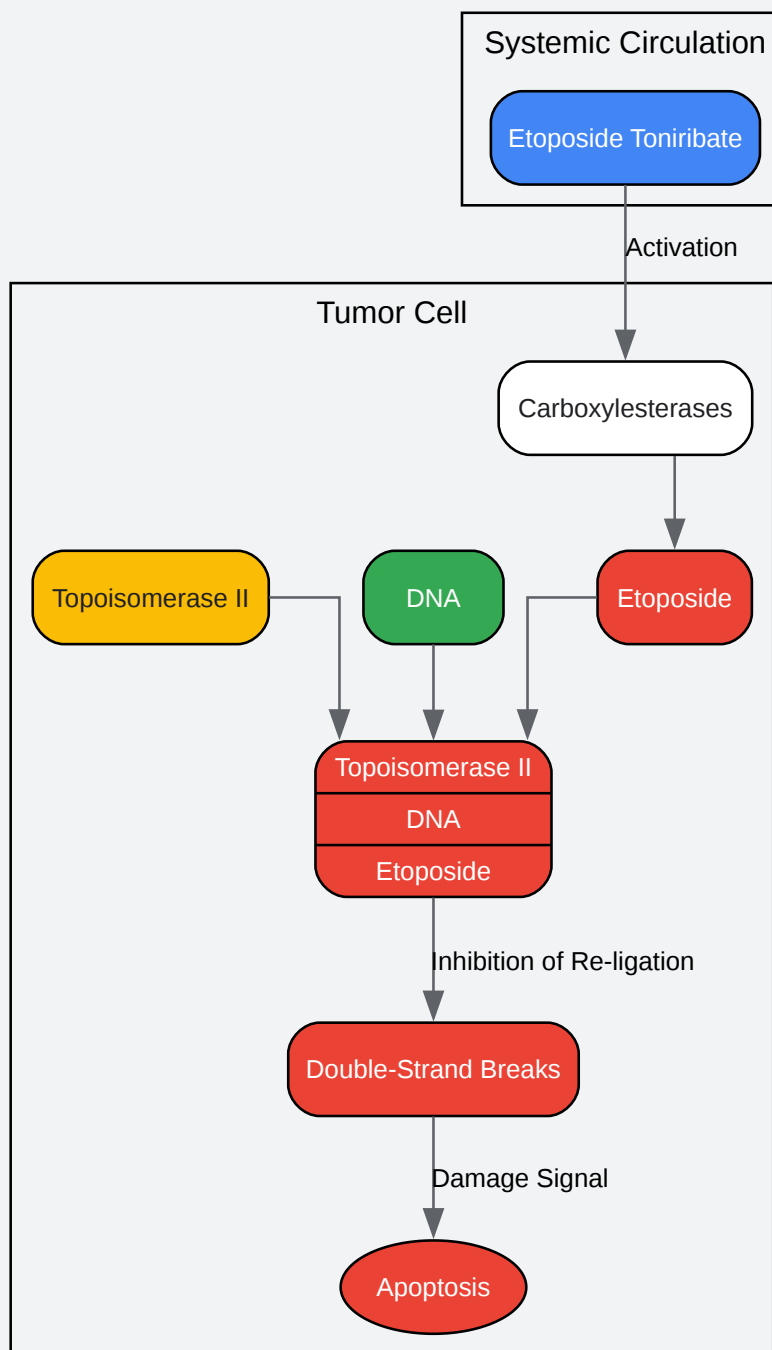 Systemic Circulation
Etoposide Toniribate
Activation
Tumor Cell
Carboxylesterases
Topoisomerase II
DNA
Etoposide
Topoisomerase II
DNA
Etoposide
Inhibition of Re-ligation
Double-Strand Breaks
Damage Signal
Apoptosis